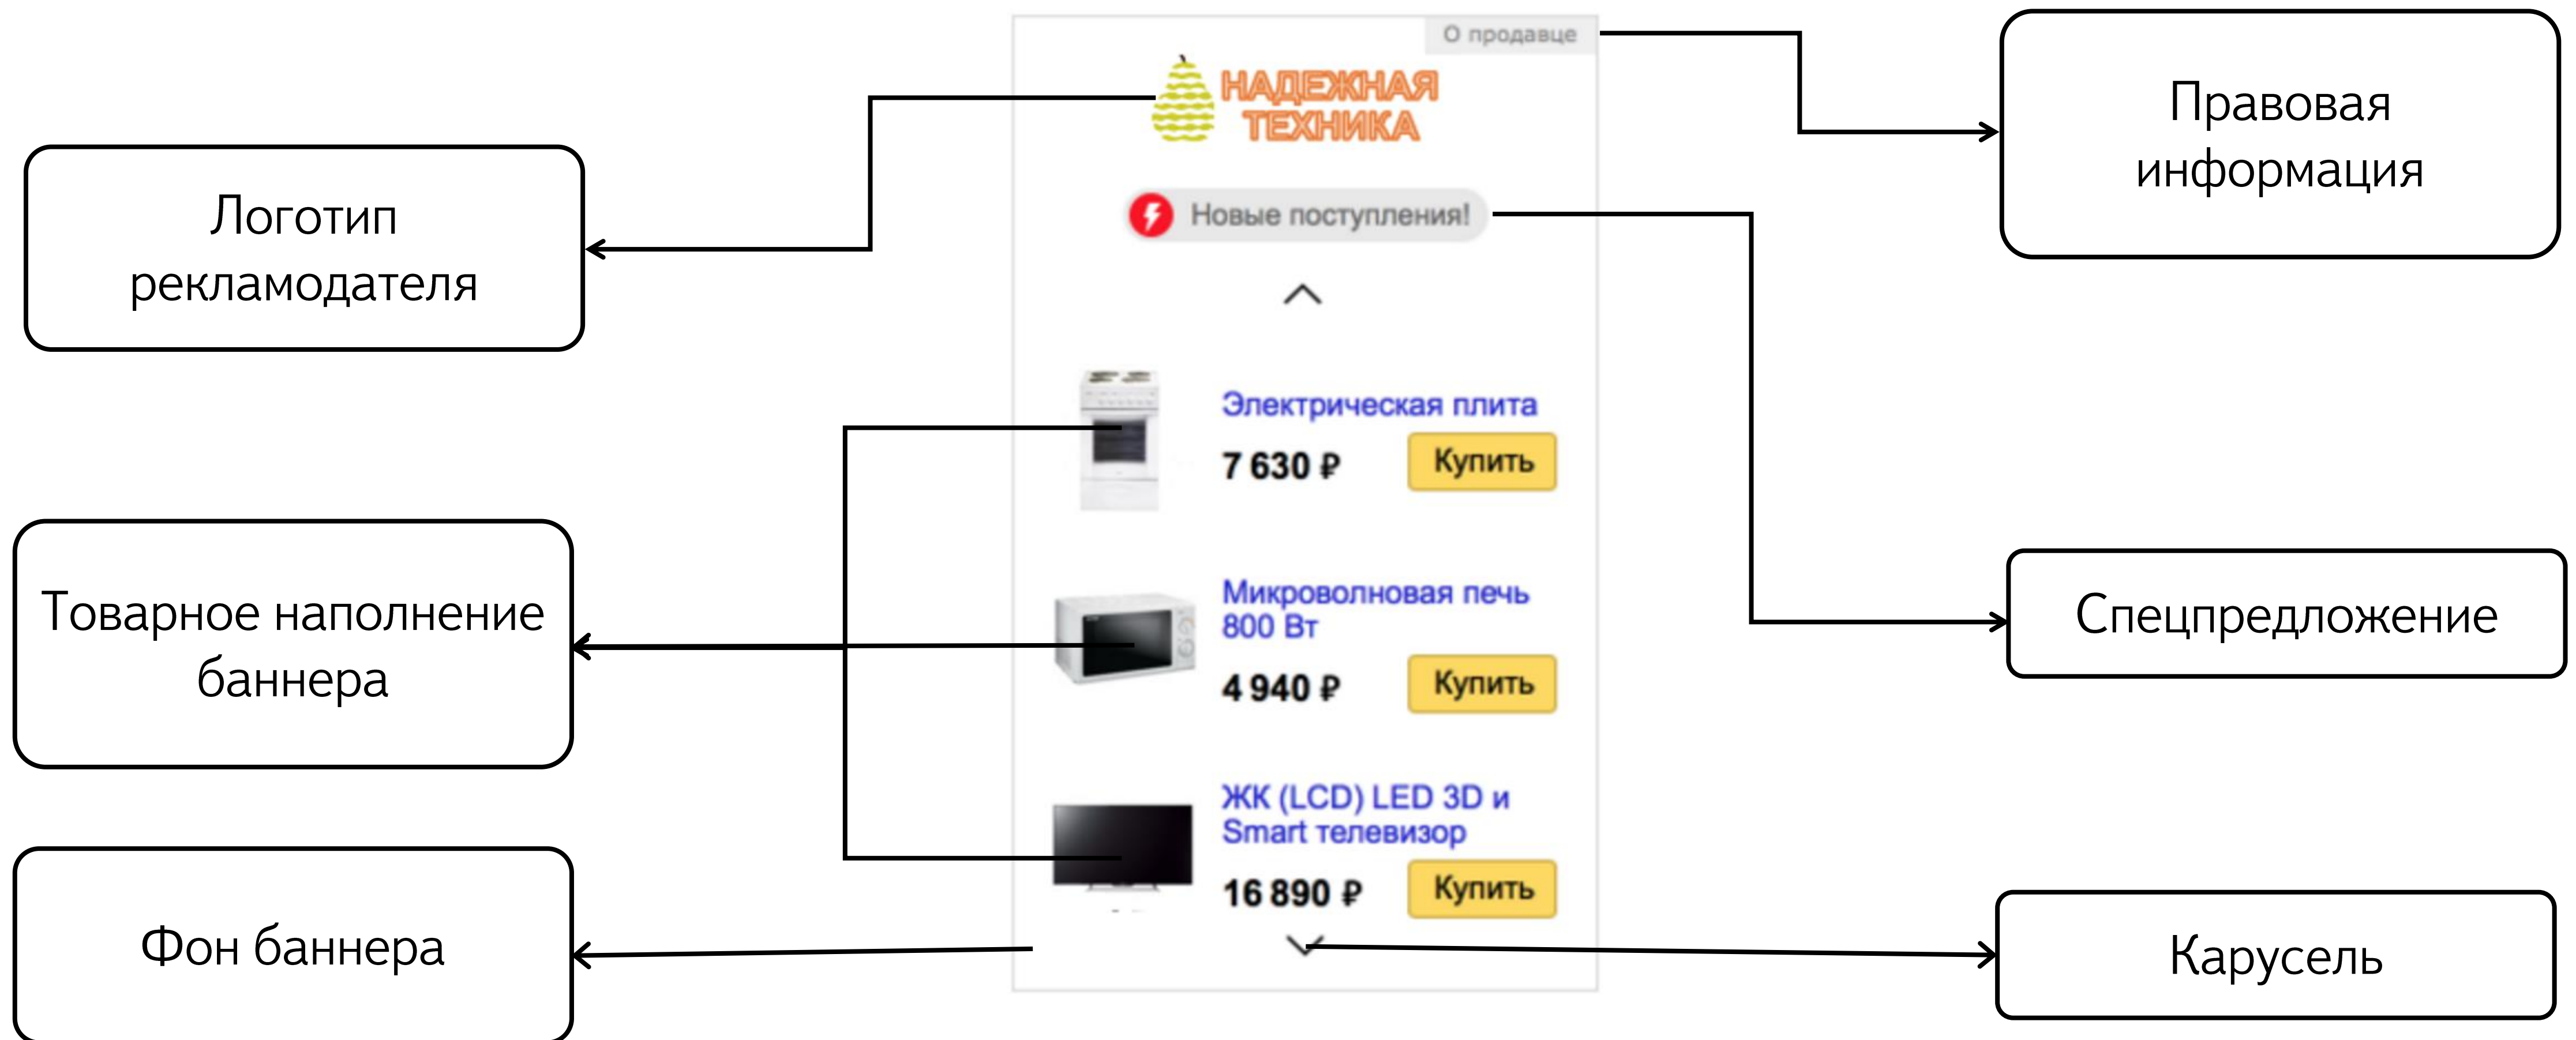 О продавце
НАДЕЖНАЯ
ТЕХНИКА
Новые поступления!
Электрическая плита
7 630 ₽
Купить
Микроволновая печь
800 Вт
4 940 ₽
Купить
ЖК (LCD) LED 3D и
Smart телевизор
16 890 ₽
Купить
Логотип
рекламодателя
Товарное наполнение
баннера
Фон баннера
Правовая
информация
Спецпредложение
Карусель